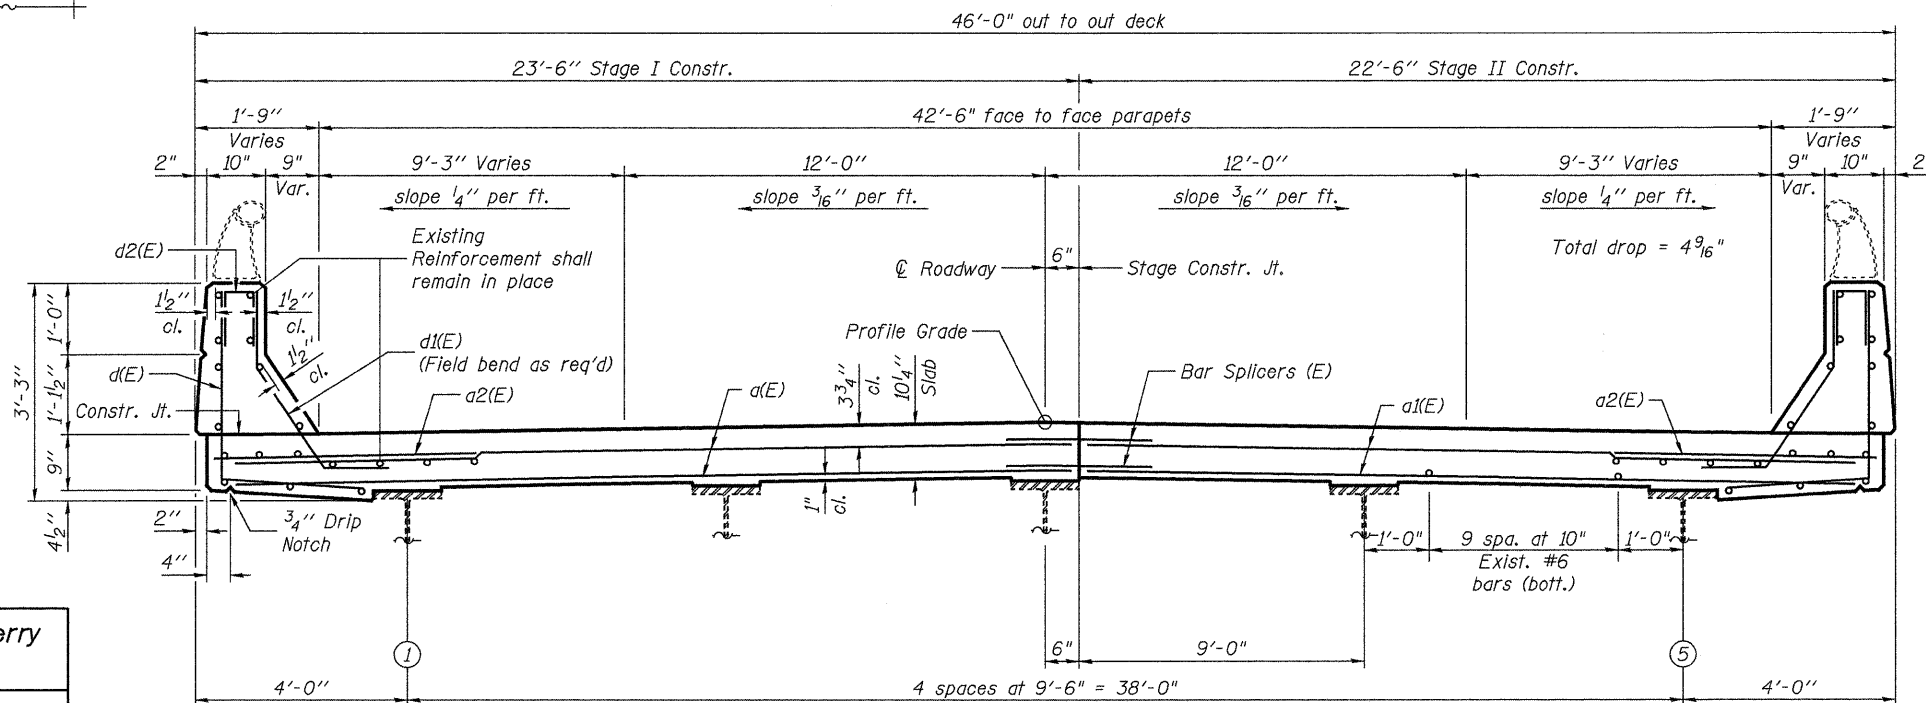 46'-0" out to out deck
23'-6" Stage I Constr.
22'-6" Stage II Constr.
1'-9"
Varies
42'-6" face to face parapets
1'-9"
Varies
2"
10"
9"
Var.
9'-3" Varies
12'-0"
12'-0"
9'-3" Varies
9"
Var.
10"
2
slope 1/4" per ft.
slope 3/16" per ft.
slope 3/16" per ft.
slope 1/4" per ft.
Total drop = 4 9/16"
d2(E)
Existing
Reinforcement shall
remain in place
℄ Roadway
6"
Stage Constr. Jt.
1 1/2"
cl.
1 1/2"
cl.
1'-0"
Profile Grade
d1(E)
(Field bend as req'd)
1 1/2"
cl.
3'-3"
1'-1 1/2"
d(E)
Constr. Jt.
a2(E)
a(E)
3 3/4"
cl.
10 1/4"
Slab
Bar Splicers (E)
a1(E)
a2(E)
9"
4 1/2"
2"
4"
3/4" Drip
Notch
1"
cl.
1'-0"
9 spa. at 10"
Exist. #6
bars (bott.)
1'-0"
erry
1
6"
9'-0"
5
4'-0"
4 spaces at 9'-6" = 38'-0"
4'-0"